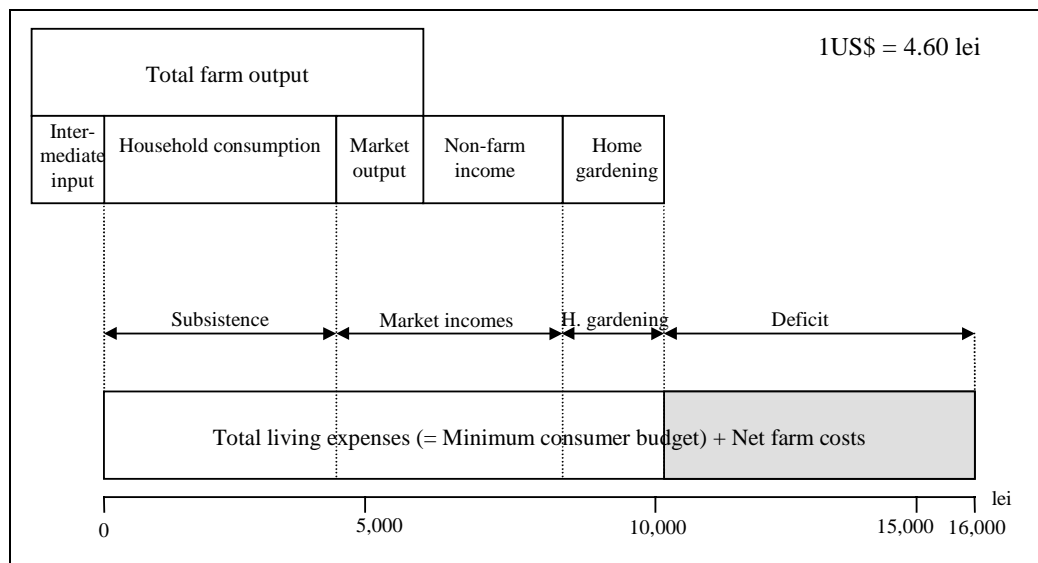 1US$ = 4.60 lei
Total farm output
Inter-
mediate
input
Household consumption
Market
output
Non-farm
income
Home
gardening
Subsistence
Market incomes
H. gardening
Deficit
Total living expenses (= Minimum consumer budget) + Net farm costs
lei
0
5,000
10,000
15,000
16,000